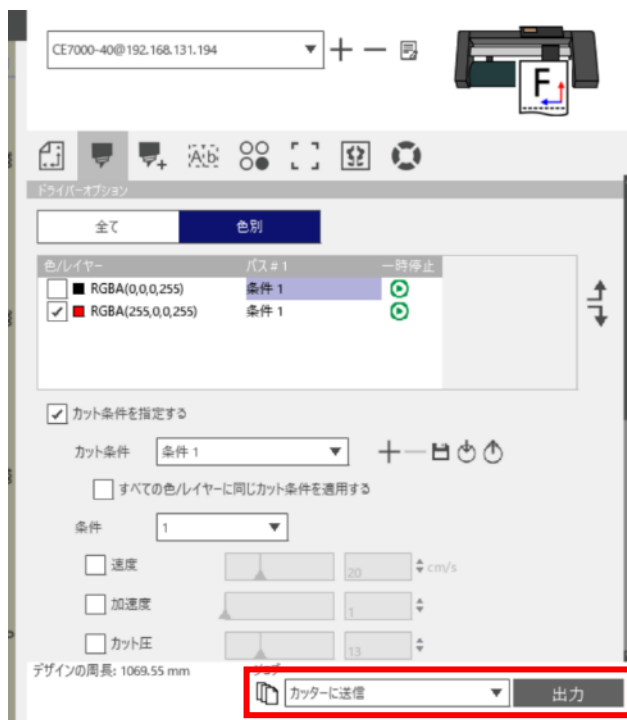 CE7000-40@192.168.131.194
F
A:b
ドライバーオプション
全て 色別
色/レイヤー パス#1 一時停止
RGBA(0,0,0,255) 条件 1
RGBA(255,0,0,255) 条件 1
カット条件を指定する
カット条件 条件 1
すべての色/レイヤーに同じカット条件を適用する
条件 1
速度 20 cm/s
加速度 1
カット圧 13
デザインの周長: 1069.55 mm
カッターに送信 出力